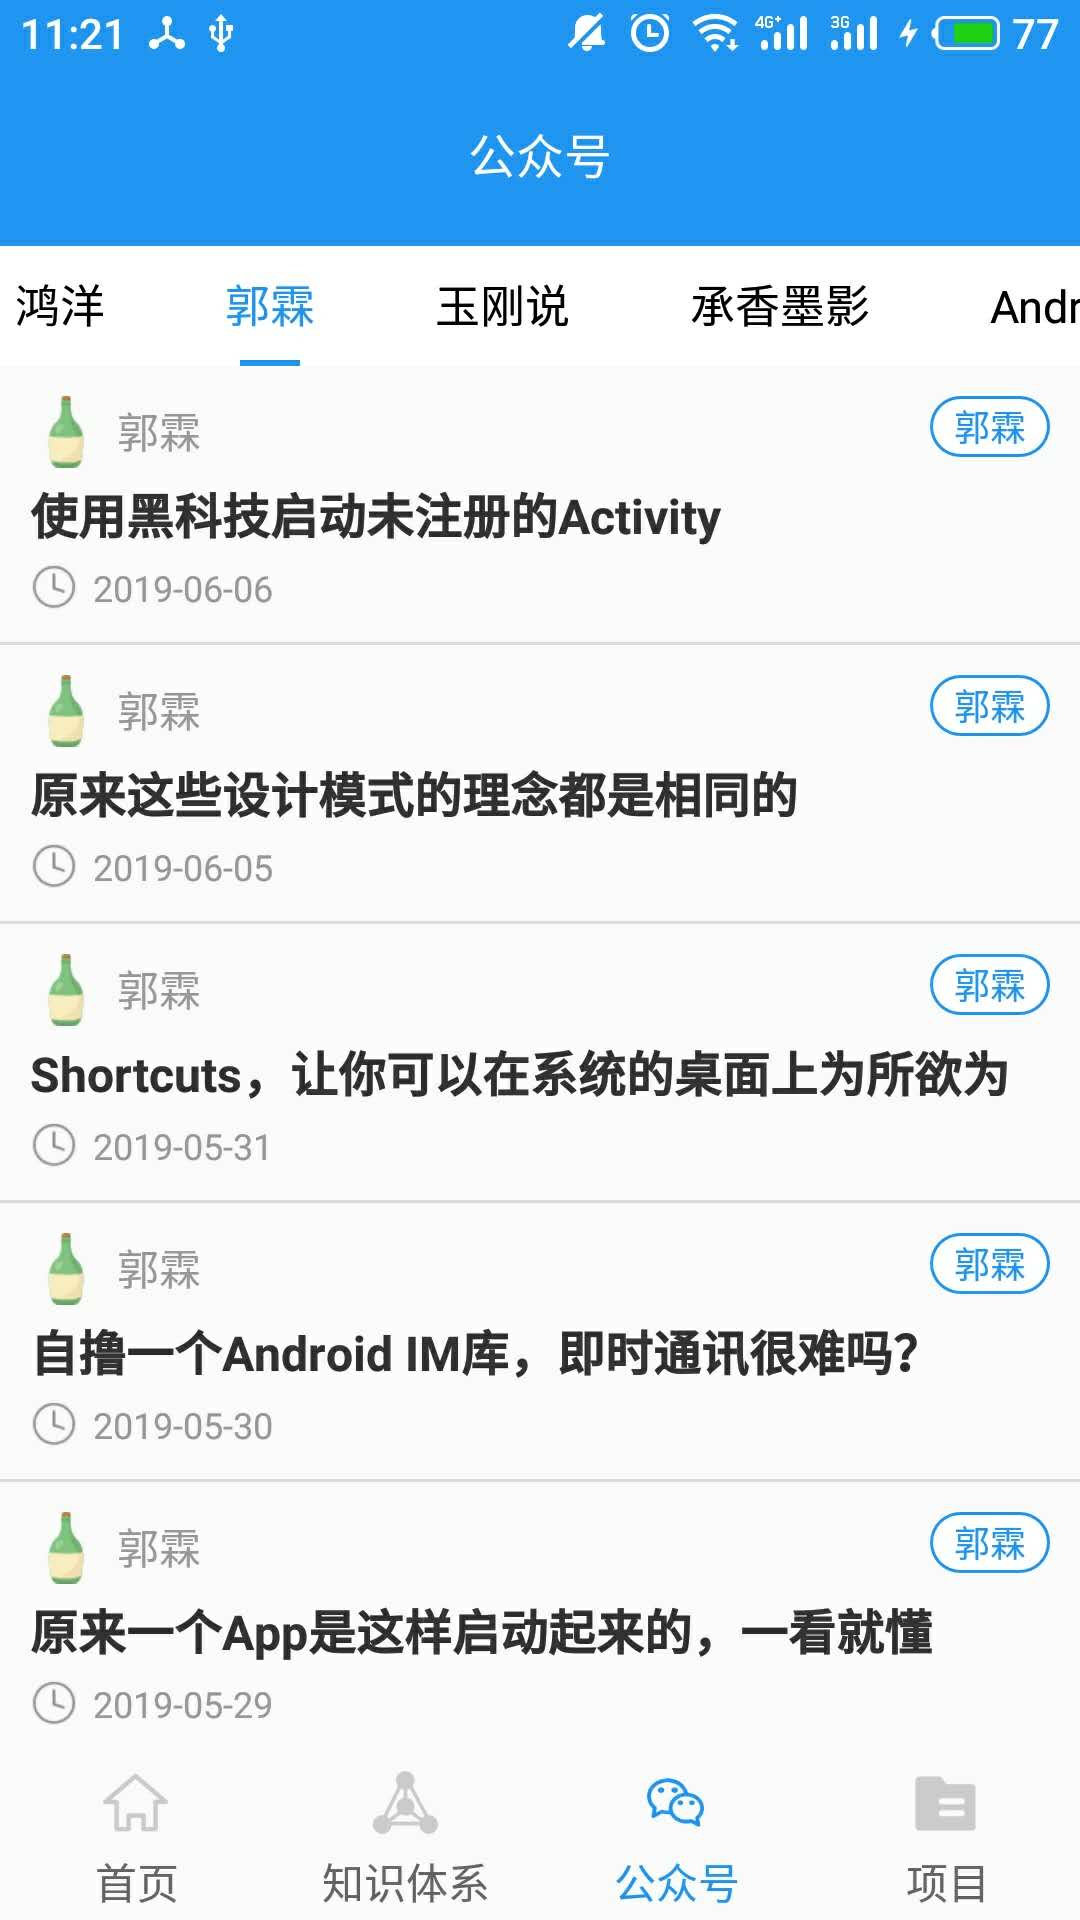 11:21 4G+ 3G 77
公众号
鸿洋 郭霖 玉刚说 承香墨影 Andr
郭霖 郭霖
使用黑科技启动未注册的Activity
2019-06-06
郭霖 郭霖
原来这些设计模式的理念都是相同的
2019-06-05
郭霖 郭霖
Shortcuts，让你可以在系统的桌面上为所欲为
2019-05-31
郭霖 郭霖
自撸一个Android IM库，即时通讯很难吗？
2019-05-30
郭霖 郭霖
原来一个App是这样启动起来的，一看就懂
2019-05-29
首页 知识体系 公众号 项目